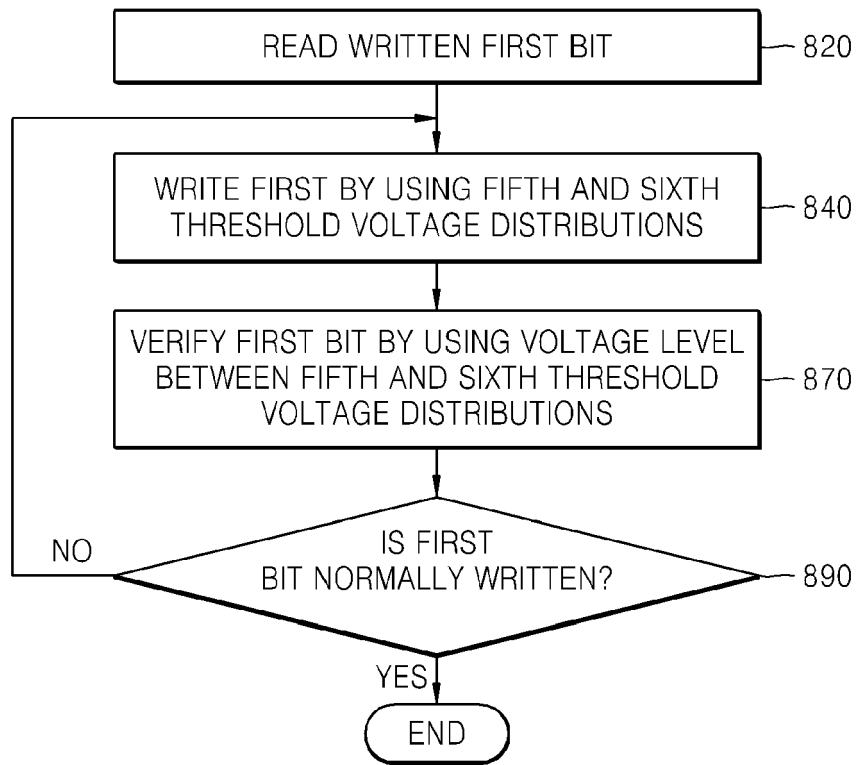 READ WRITTEN FIRST BIT
820
WRITE FIRST BY USING FIFTH AND SIXTH
THRESHOLD VOLTAGE DISTRIBUTIONS
840
VERIFY FIRST BIT BY USING VOLTAGE LEVEL
BETWEEN FIFTH AND SIXTH THRESHOLD
VOLTAGE DISTRIBUTIONS
870
IS FIRST
BIT NORMALLY WRITTEN?
890
NO
YES
END